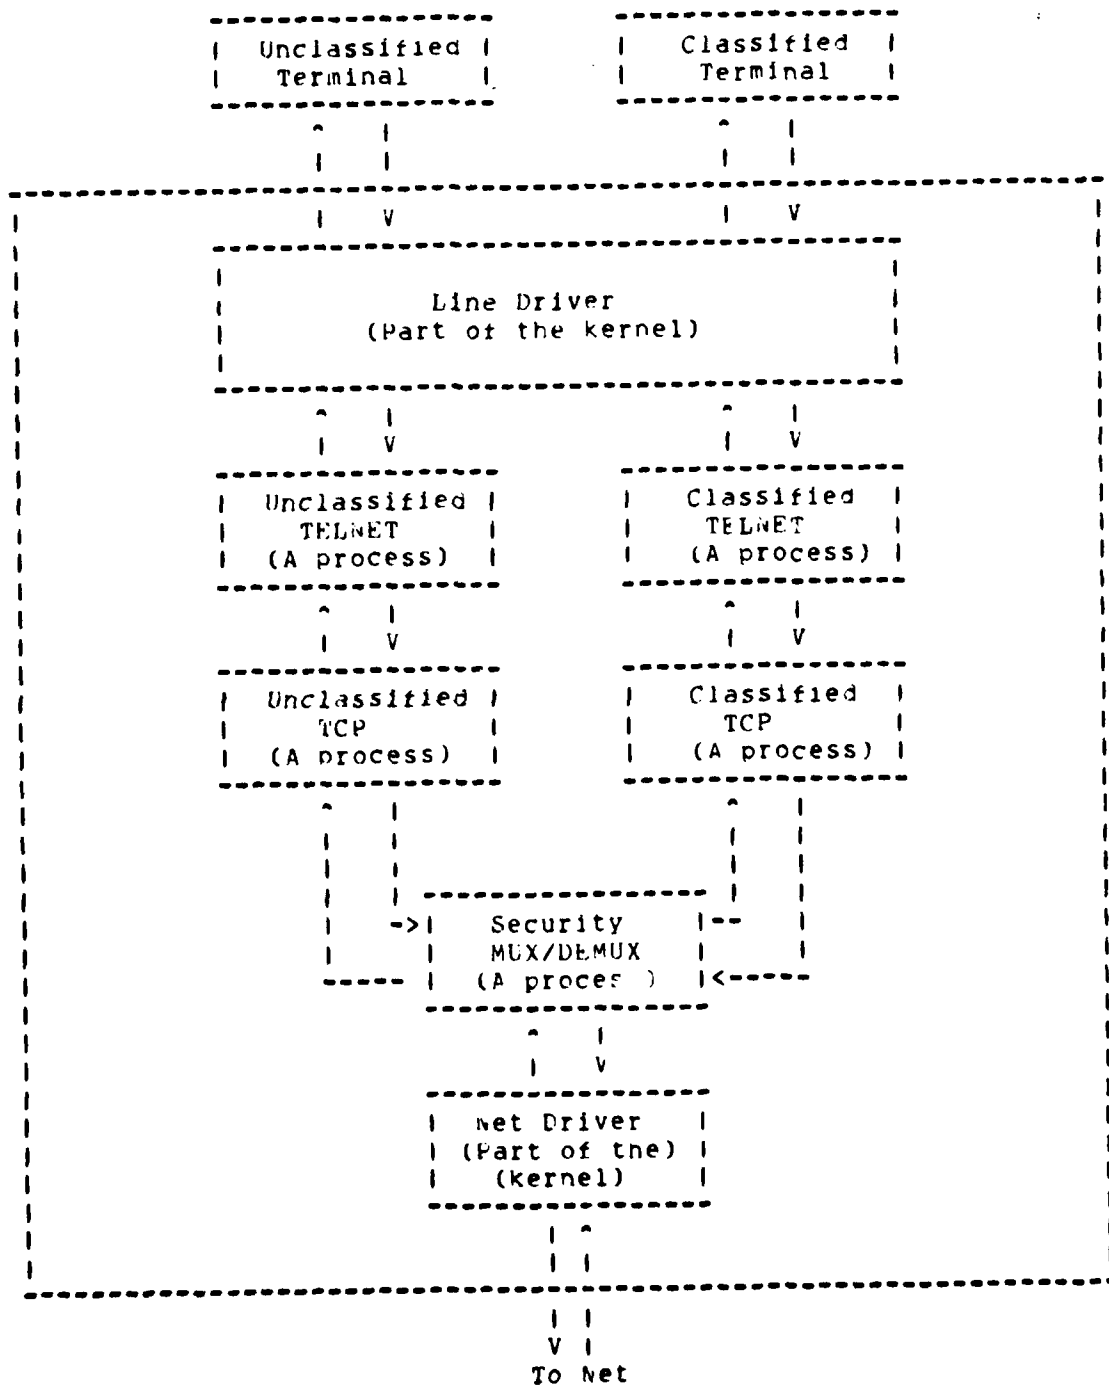 Unclassified
Terminal
Classified
Terminal
Line Driver
(Part of the kernel)
Unclassified
TELNET
(A process)
Classified
TELNET
(A process)
Unclassified
TCP
(A process)
Classified
TCP
(A process)
Security
MUX/DEMUX
(A proces )
Net Driver
(Part of the)
(kernel)
To Net